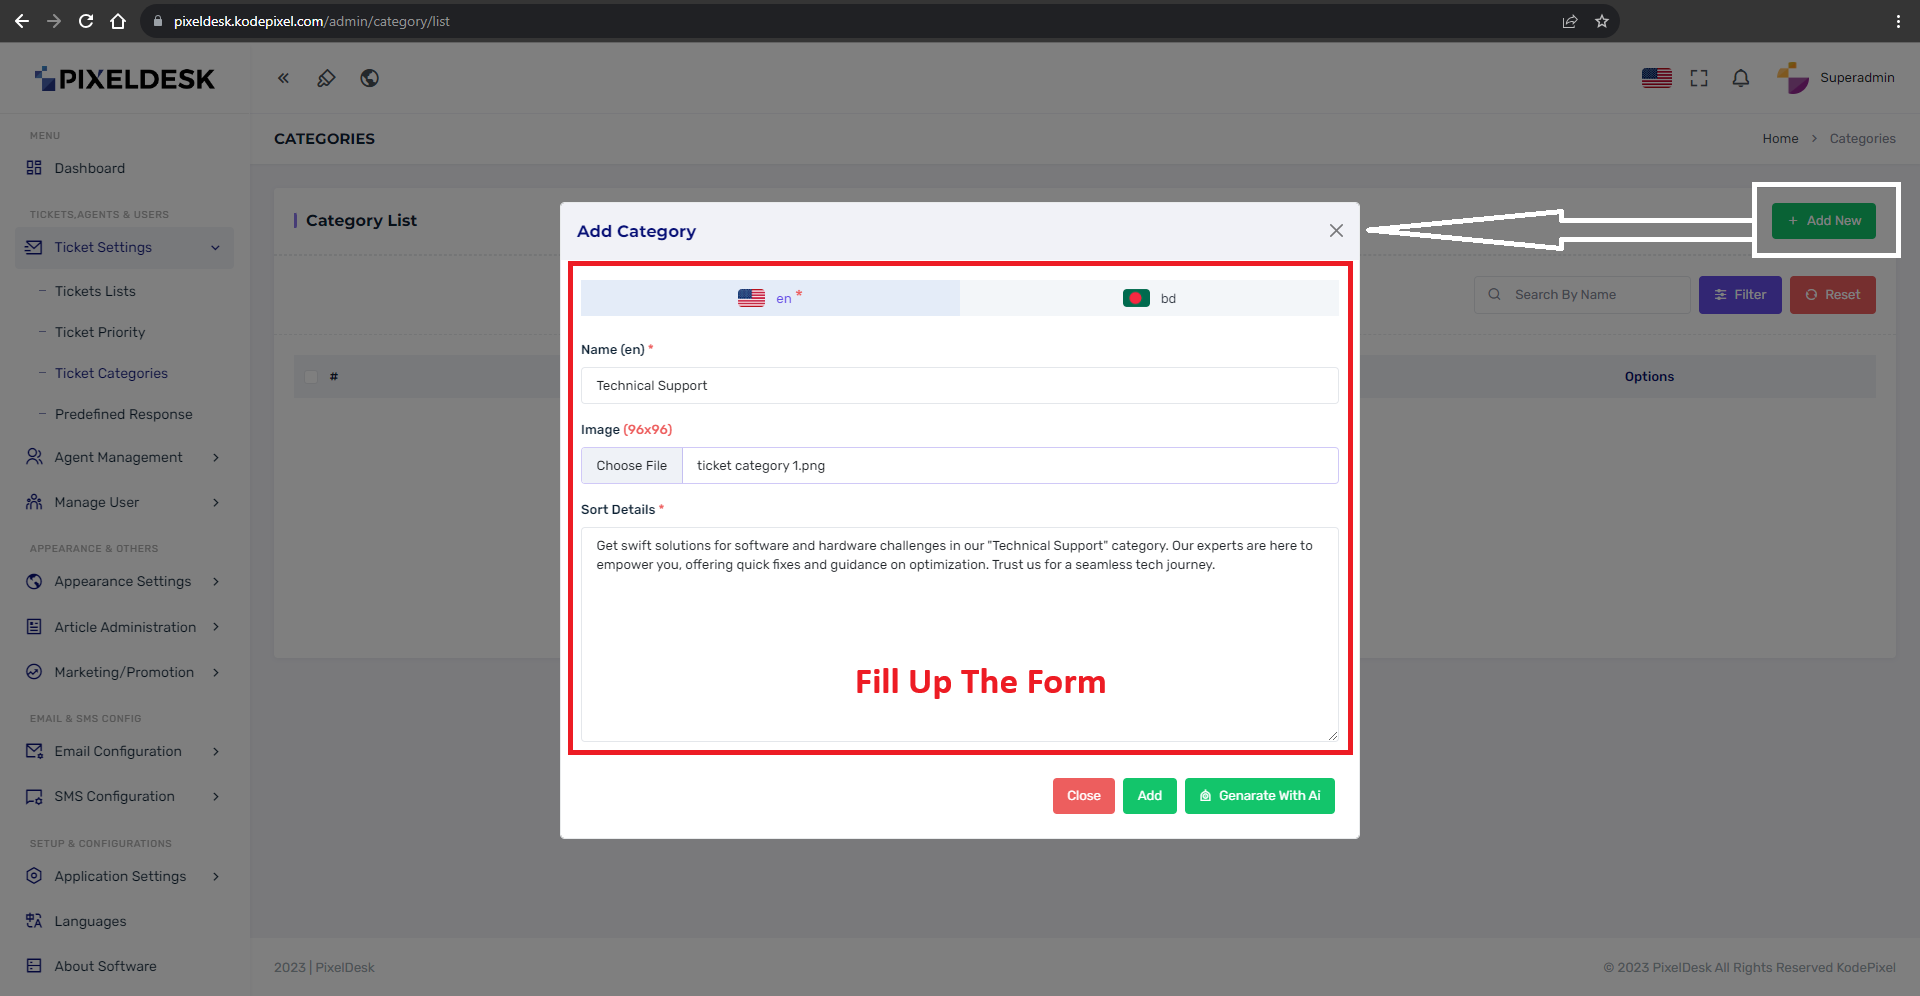 pixeldesk.kodepixel.com/admin/category/list
PIXELDESK
Superadmin
MENU
Dashboard
TICKETS,AGENTS & USERS
Ticket Settings
Tickets Lists
Ticket Priority
Ticket Categories
Predefined Response
Agent Management
Manage User
APPEARANCE & OTHERS
Appearance Settings
Article Administration
Marketing/Promotion
EMAIL & SMS CONFIG
Email Configuration
SMS Configuration
SETUP & CONFIGURATIONS
Application Settings
Languages
About Software
CATEGORIES
Home > Categories
Category List
+ Add New
Search By Name
Filter
Reset
#
Options
Add Category
en *
bd
Name (en) *
Technical Support
Image (96x96)
Choose File ticket category 1.png
Sort Details *
Get swift solutions for software and hardware challenges in our "Technical Support" category. Our experts are here to
empower you, offering quick fixes and guidance on optimization. Trust us for a seamless tech journey.
Fill Up The Form
Close
Add
Genarate With Ai
2023 | PixelDesk
© 2023 PixelDesk All Rights Reserved KodePixel